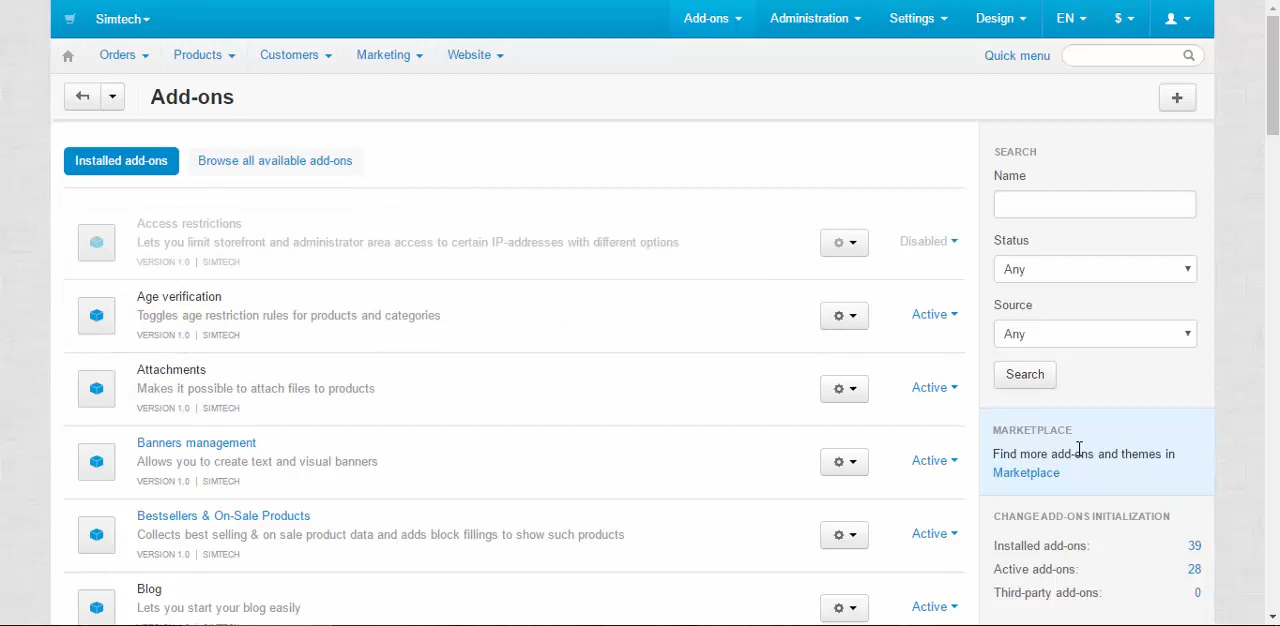 Simtech
Add-ons
Administration
Settings
Design
EN
$
Orders
Products
Customers
Marketing
Website
Quick menu
Add-ons
+
Installed add-ons
Browse all available add-ons
Access restrictions
Lets you limit storefront and administrator area access to certain IP-addresses with different options
VERSION 1.0 | SIMTECH
Disabled
Age verification
Toggles age restriction rules for products and categories
VERSION 1.0 | SIMTECH
Active
Attachments
Makes it possible to attach files to products
VERSION 1.0 | SIMTECH
Active
Banners management
Allows you to create text and visual banners
VERSION 1.0 | SIMTECH
Active
Bestsellers & On-Sale Products
Collects best selling & on sale product data and adds block fillings to show such products
VERSION 1.0 | SIMTECH
Active
Blog
Lets you start your blog easily
Active
SEARCH
Name
Status
Any
Source
Any
Search
MARKETPLACE
Find more add-ons and themes in
Marketplace
CHANGE ADD-ONS INITIALIZATION
Installed add-ons: 39
Active add-ons: 28
Third-party add-ons: 0